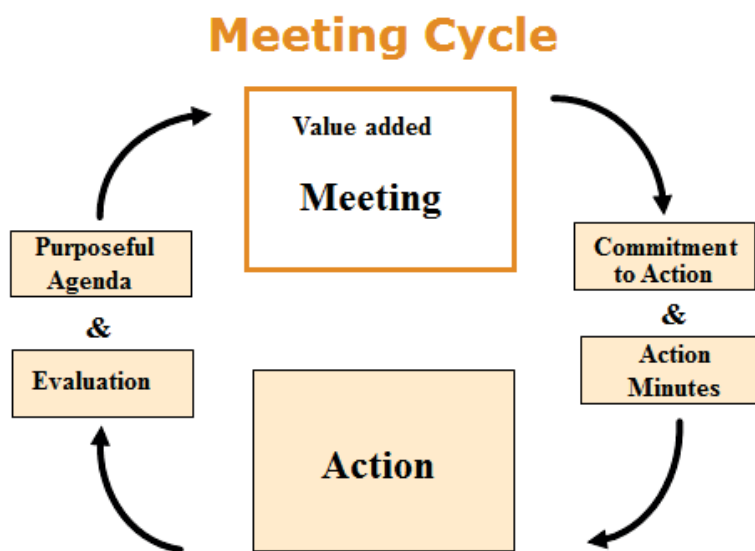 Meeting Cycle
Value added
Meeting
Purposeful
Agenda
&
Evaluation
Commitment
to Action
&
Action
Minutes
Action